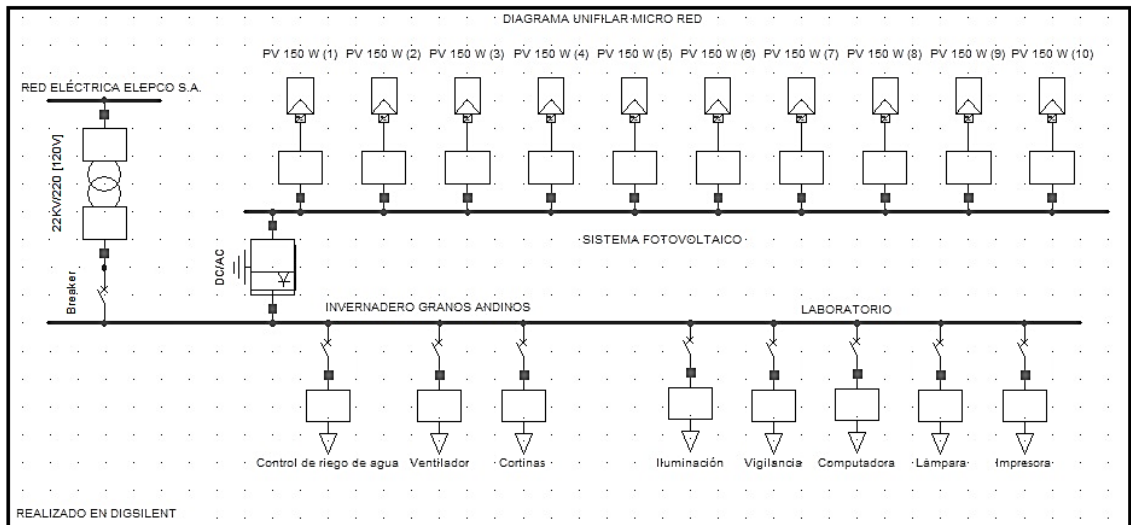 DIAGRAMA UNIFILAR MICRO RED
PV 150 W (1) PV 150 W (2) PV 150 W (3) PV 150 W (4) PV 150 W (5) PV 150 W (6) PV 150 W (7) PV 150 W (8) PV 150 W (9) PV 150 W (10)
RED ELÉCTRICA ELEPCO S.A.
22KV/220 [120V]
SISTEMA FOTOVOLTAICO
DC/AC
Breaker
INVERNADERO GRANOS ANDINOS
LABORATORIO
Control de riego de agua Ventilador Cortinas Iluminación Vigilancia Computadora Lámpara Impresora
REALIZADO EN DIGSILENT